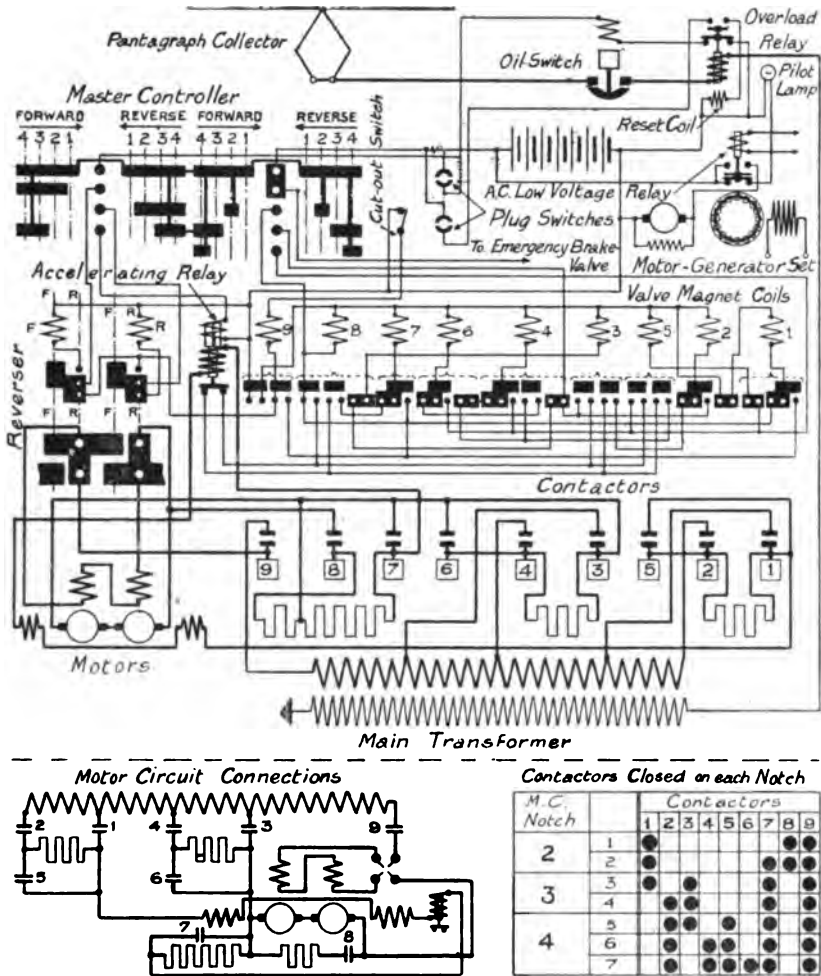 Pantagraph Collector
Oil-Switch
Overload
Relay
Pilot
Lamp
Master Controller
FORWARD REVERSE FORWARD REVERSE
4 3 2 1 1 2 3 4 4 3 2 1 1 2 3 4
Cut-out Switch
Reset Coil
A.C. Low Voltage Relay
Plug Switches
To Emergency Brake
Valve
Motor-Generator Set
Accelerating Relay
Valve Magnet Coils
F R F R
F R F R
9 8 7 6 4 3 5 2 1
Reverser
F R F R
Contactors
9 8 7 6 4 3 5 2 1
Motors
Main Transformer
Motor Circuit Connections
2 1 4 3 9
5 6
7 8
Contactors Closed on each Notch
M.C. Notch
Contactors
1 2 3 4 5 6 7 8 9
2
1
2
3
3
4
4
5
6
7